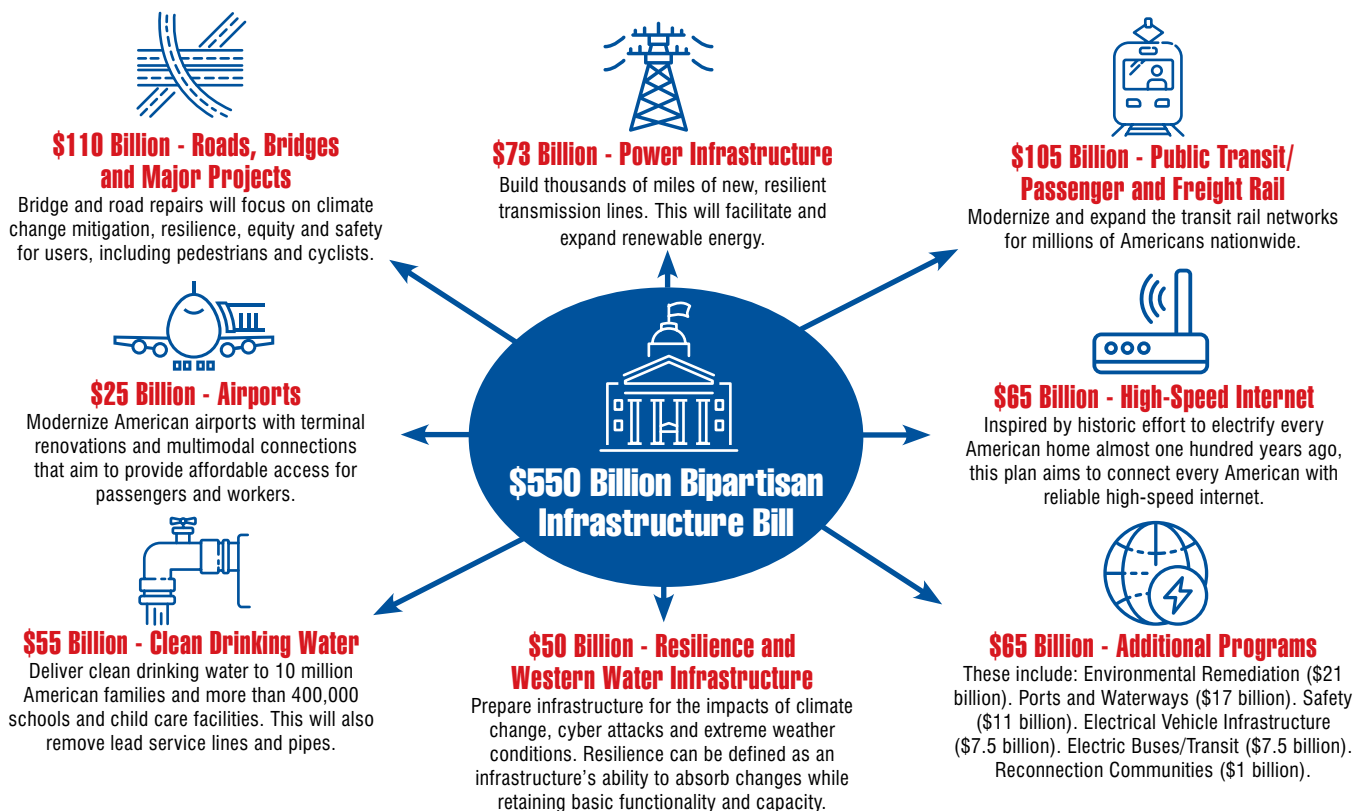 $110 Billion - Roads, Bridges
and Major Projects
Bridge and road repairs will focus on climate
change mitigation, resilience, equity and safety
for users, including pedestrians and cyclists.
$73 Billion - Power Infrastructure
Build thousands of miles of new, resilient
transmission lines. This will facilitate and
expand renewable energy.
$105 Billion - Public Transit/
Passenger and Freight Rail
Modernize and expand the transit rail networks
for millions of Americans nationwide.
$25 Billion - Airports
Modernize American airports with terminal
renovations and multimodal connections
that aim to provide affordable access for
passengers and workers.
$550 Billion Bipartisan
Infrastructure Bill
$65 Billion - High-Speed Internet
Inspired by historic effort to electrify every
American home almost one hundred years ago,
this plan aims to connect every American with
reliable high-speed internet.
$55 Billion - Clean Drinking Water
Deliver clean drinking water to 10 million
American families and more than 400,000
schools and child care facilities. This will also
remove lead service lines and pipes.
$50 Billion - Resilience and
Western Water Infrastructure
Prepare infrastructure for the impacts of climate
change, cyber attacks and extreme weather
conditions. Resilience can be defined as an
infrastructure’s ability to absorb changes while
retaining basic functionality and capacity.
$65 Billion - Additional Programs
These include: Environmental Remediation ($21
billion). Ports and Waterways ($17 billion). Safety
($11 billion). Electrical Vehicle Infrastructure
($7.5 billion). Electric Buses/Transit ($7.5 billion).
Reconnection Communities ($1 billion).